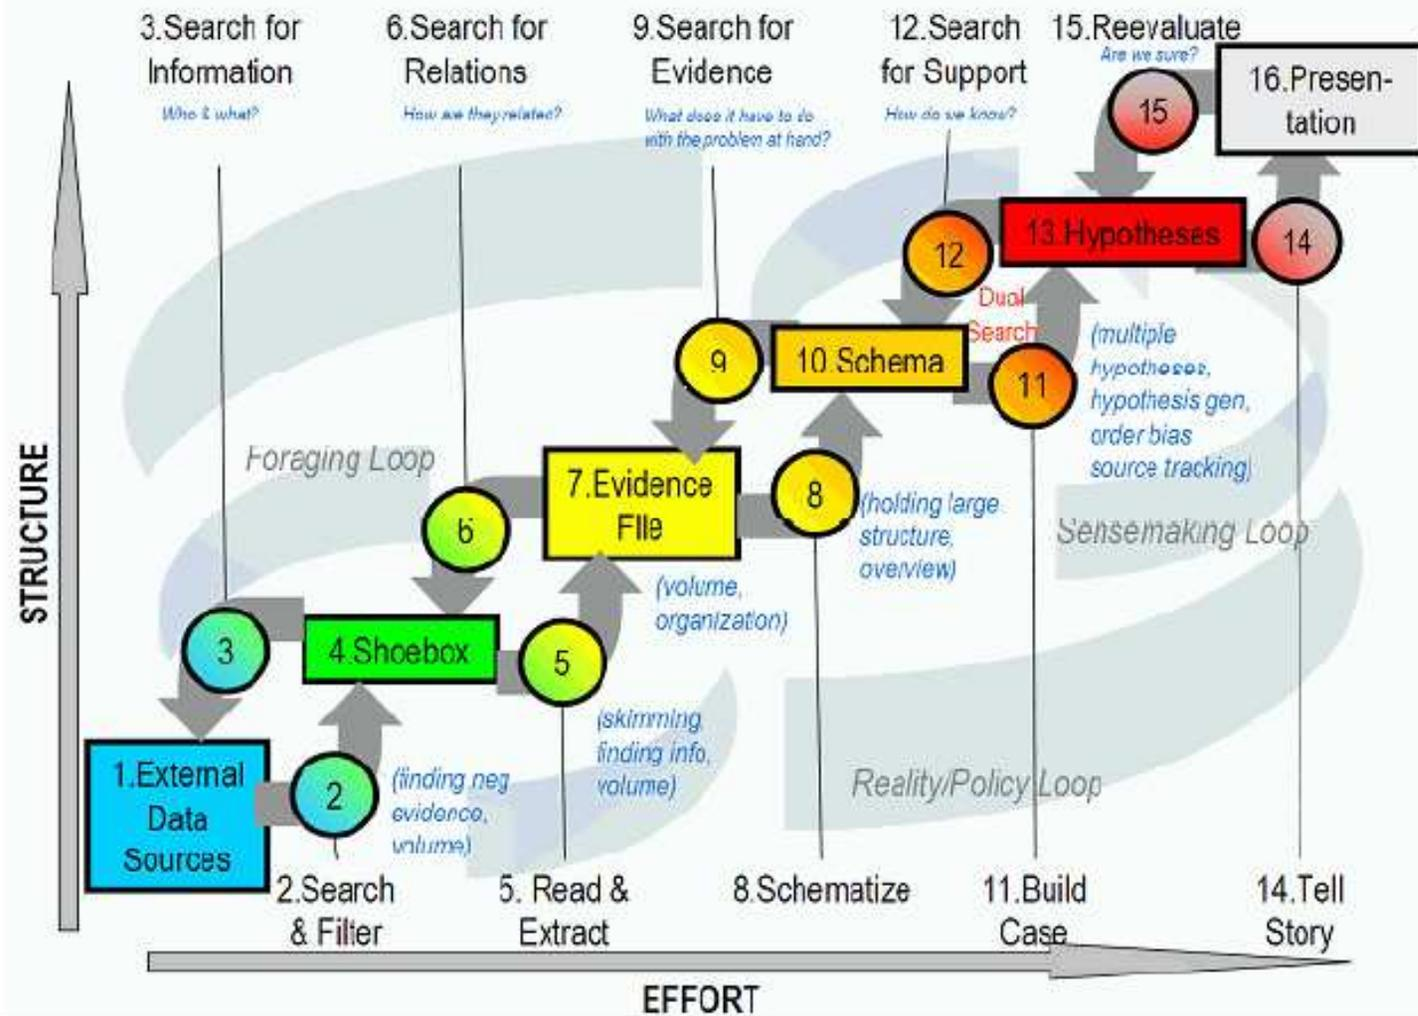 3.Search for
Information
Who & what?
6.Search for
Relations
How are they related?
9.Search for
Evidence
What does it have to do
with the problem at hand?
12.Search
for Support
How do we know?
15.Reevaluate
Are we sure?
16.Presen-
tation
15
13.Hypotheses
14
12
Dual
Search
11
(multiple
hypotheses,
hypothesis gen,
order bias
source tracking)
10.Schema
9
Foraging Loop
7.Evidence
File
8
(holding large
structure,
overview)
Sensemaking Loop
6
(volume,
organization)
STRUCTURE
3
4.Shoebox
5
(skimming,
finding info,
volume)
1.External
Data
Sources
2
(finding neg
evidence,
volume)
Reality/Policy Loop
2.Search
& Filter
5. Read &
Extract
8.Schematize
11.Build
Case
14.Tell
Story
EFFORT